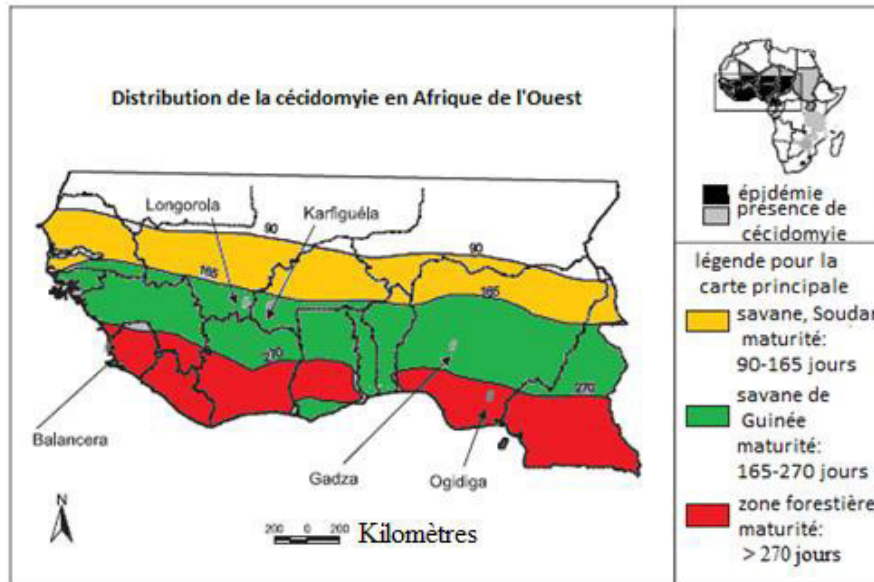 Distribution de la cécidomyie en Afrique de l'Ouest
Longorola
Karfiguéla
90
90
165
165
270
270
Balancera
Gadza
Ogidiga
N
200 0 200 Kilomètres
épidémie
présence de
cécidomyie
légende pour la
carte principale
savane, Soudan
maturité:
90-165 jours
savane de
Guinée
maturité:
165-270 jours
zone forestière
maturité:
> 270 jours